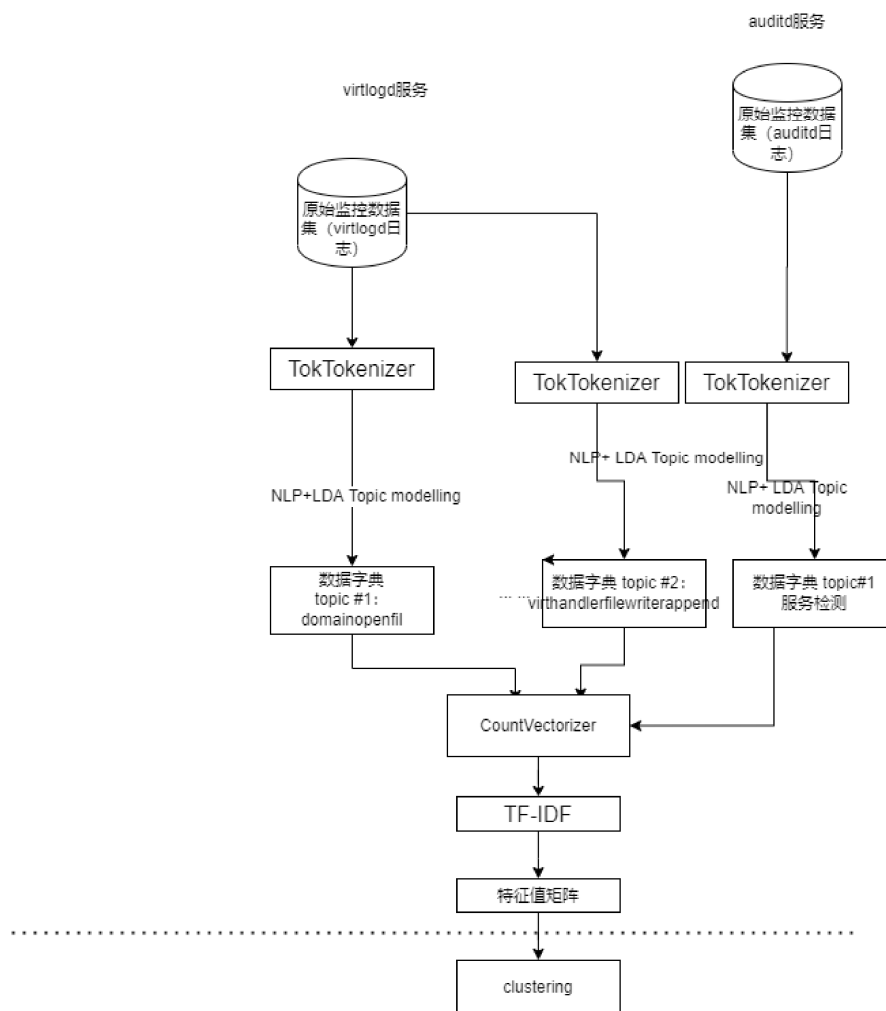 auditd服务
virtlogd服务
原始监控数据
集（auditd日
志）
原始监控数据
集（virtlogd日
志）
TokTokenizer
TokTokenizer
TokTokenizer
NLP+ LDA Topic modelling
NLP+LDA Topic modelling
NLP+ LDA Topic
modelling
数据字典
topic #1：
domainopenfil
... ...
数据字典 topic #2：
virthandlerfilewriterappend
数据字典 topic#1
服务检测
CountVectorizer
TF-IDF
特征值矩阵
clustering